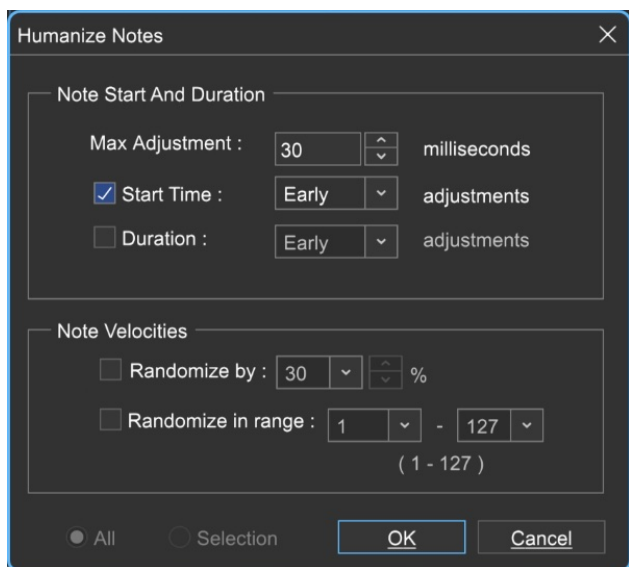 Humanize Notes
Note Start And Duration
Max Adjustment : 30 milliseconds
Start Time : Early adjustments
Duration : Early adjustments
Note Velocities
Randomize by : 30 %
Randomize in range : 1 - 127
( 1 - 127 )
All Selection OK Cancel